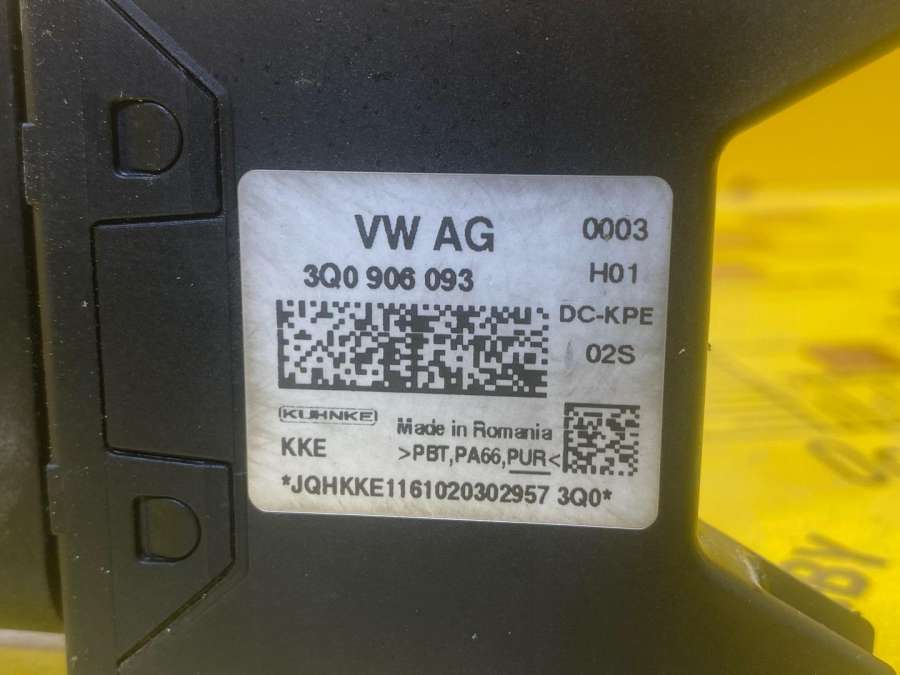 VW AG 0003
3Q0 906 093 H01
DC-KPE
02S
KUHNKE
Made in Romania
KKE >PBT,PA66,PUR<
*JQHKKE1161020302957 3Q0*
BY